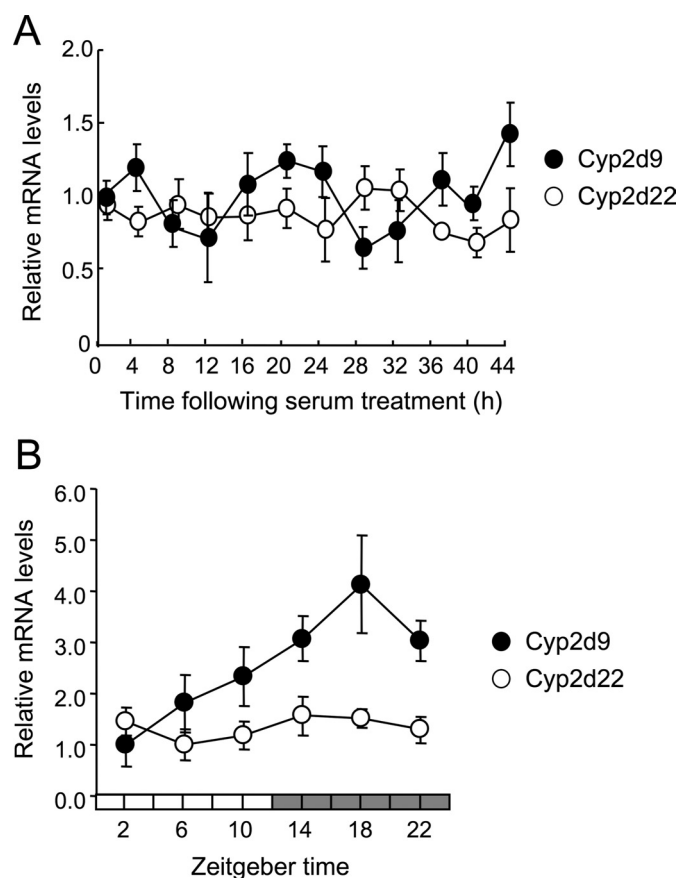 A
Relative mRNA levels
2.0
1.5
1.0
0.5
0
0 4 8 12 16 20 24 28 32 36 40 44
Time following serum treatment (h)
Cyp2d9
Cyp2d22
B
Relative mRNA levels
6.0
5.0
4.0
3.0
2.0
1.0
0.0
2 6 10 14 18 22
Zeitgeber time
Cyp2d9
Cyp2d22